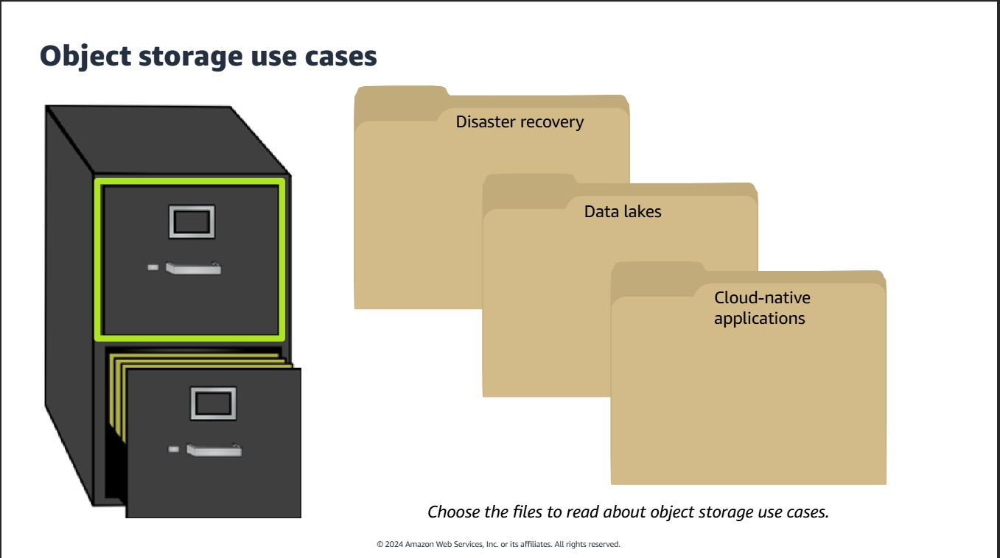 Object storage use cases
Disaster recovery
Data lakes
Cloud-native
applications
Choose the files to read about object storage use cases.
© 2024 Amazon Web Services, Inc. or its affiliates. All rights reserved.